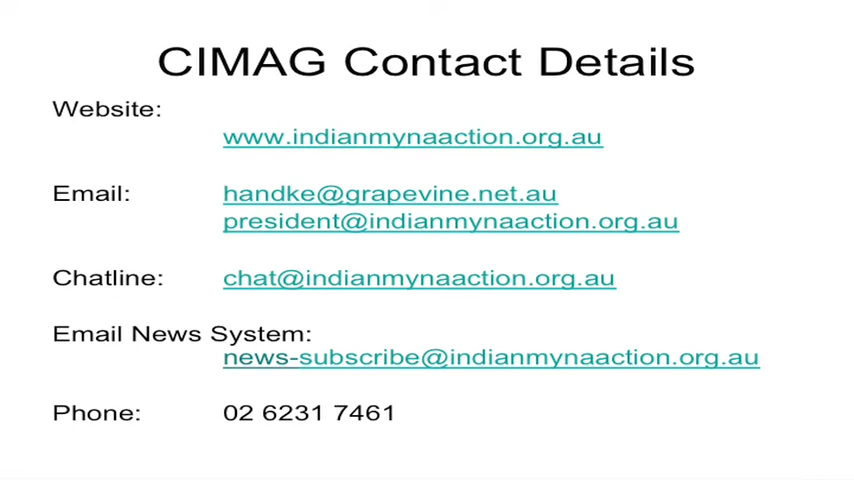 CIMAG Contact Details
Website:
www.indianmynaaction.org.au
Email: handke@grapevine.net.au
president@indianmynaaction.org.au
Chatline: chat@indianmynaaction.org.au
Email News System:
news-subscribe@indianmynaaction.org.au
Phone: 02 6231 7461